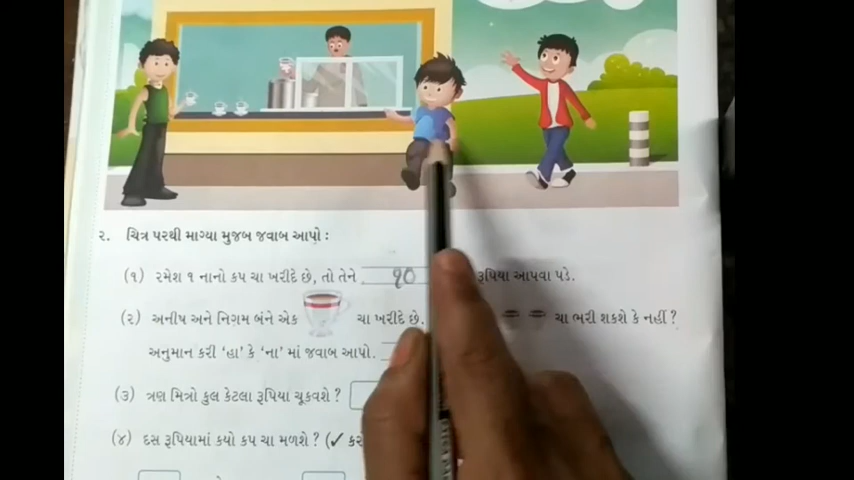 ૨. ચિત્ર પરથી માગ્યા મુજબ જવાબ આપો :
(૧) રમેશ ૧ નાનો કપ ચા ખરીદે છે, તો તેને ૧૦ રૂપિયા આપવા પડે.
(૨) અનીષ અને નિગમ બંને એક ચા ખરીદે છે. ચા ભરી શકશે કે નહીં ?
અનુમાન કરી ‘હા’ કે ‘ના’ માં જવાબ આપો.
(૩) ત્રણ મિત્રો કુલ કેટલા રૂપિયા ચૂકવશે ?
(૪) દસ રૂપિયામાં કયો કપ ચા મળશે ? (✓ કરો